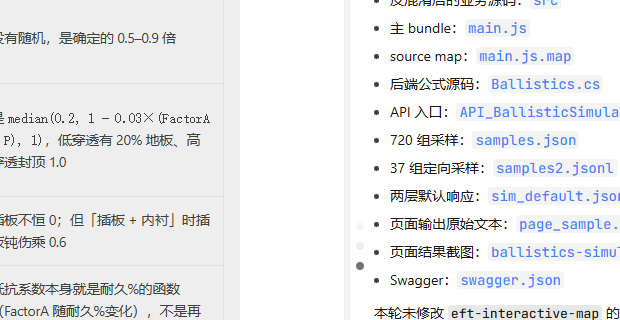 没有随机，是确定的 0.5–0.9 倍
是 median(0.2, 1 - 0.03×(FactorA
P), 1)，低穿透有 20% 地板、高
穿透封顶 1.0
插板不恒 0；但「插板 + 内衬」时插
板钝伤乘 0.6
抵抗系数本身就是耐久%的函数
（FactorA 随耐久%变化），不是再
反混淆后的业务源码：src
主 bundle：main.js
source map：main.js.map
后端公式源码：Ballistics.cs
API 入口：API_BallisticSimula
720 组采样：samples.json
37 组定向采样：samples2.jsonl
两层默认响应：sim_default.json
页面输出原始文本：page_sample.
页面结果截图：ballistics-simu
Swagger：swagger.json
本轮未修改 eft-interactive-map 的